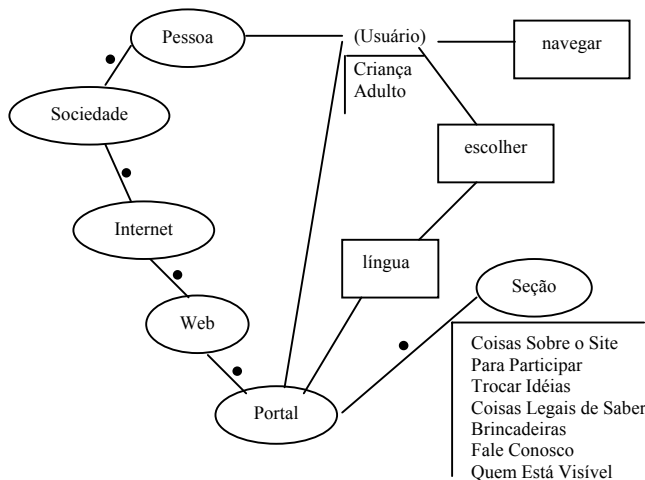 Pessoa
(Usuário)
navegar
Criança
Adulto
Sociedade
escolher
Internet
língua
Seção
Web
Coisas Sobre o Site
Para Participar
Trocar Idéias
Coisas Legais de Saber
Brincadeiras
Fale Conosco
Quem Está Visível
Portal